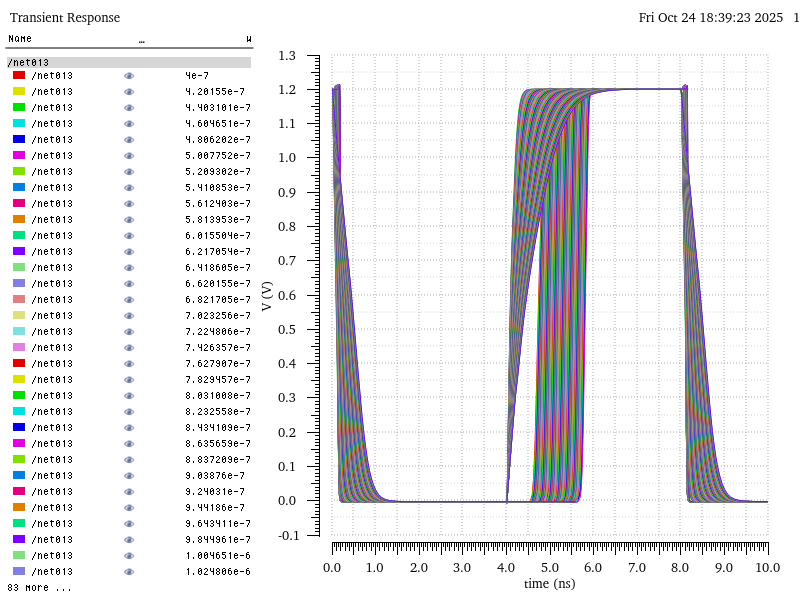 Transient Response
Fri Oct 24 18:39:23 2025 1
Name ... w
/net013
/net013 4e-7
/net013 4.20155e-7
/net013 4.403101e-7
/net013 4.604651e-7
/net013 4.806202e-7
/net013 5.007752e-7
/net013 5.209302e-7
/net013 5.410853e-7
/net013 5.612403e-7
/net013 5.813953e-7
/net013 6.015504e-7
/net013 6.217054e-7
/net013 6.418605e-7
/net013 6.620155e-7
/net013 6.821705e-7
/net013 7.023256e-7
/net013 7.224806e-7
/net013 7.426357e-7
/net013 7.627907e-7
/net013 7.829457e-7
/net013 8.031008e-7
/net013 8.232558e-7
/net013 8.434109e-7
/net013 8.635659e-7
/net013 8.837209e-7
/net013 9.03876e-7
/net013 9.24031e-7
/net013 9.44186e-7
/net013 9.643411e-7
/net013 9.844961e-7
/net013 1.004651e-6
/net013 1.024806e-6
83 more ...
V (V)
1.3
1.2
1.1
1.0
0.9
0.8
0.7
0.6
0.5
0.4
0.3
0.2
0.1
0.0
-0.1
0.0 1.0 2.0 3.0 4.0 5.0 6.0 7.0 8.0 9.0 10.0
time (ns)